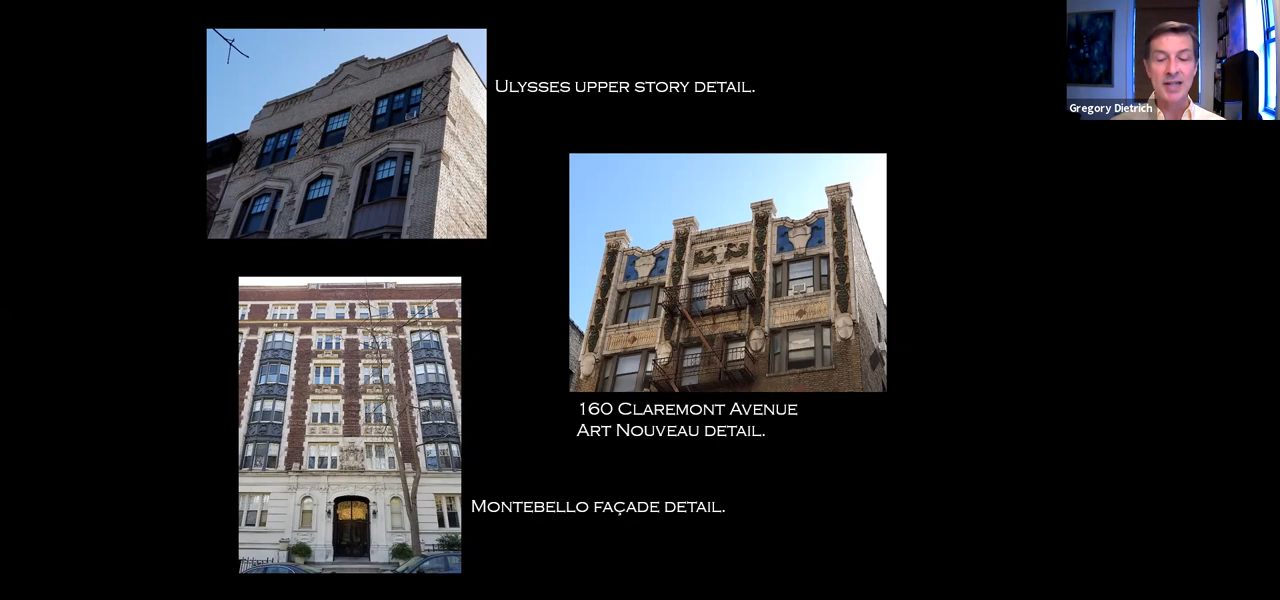 Ulysses upper story detail.
Gregory Dietrich
160 Claremont Avenue
Art Nouveau detail.
Montebello façade detail.